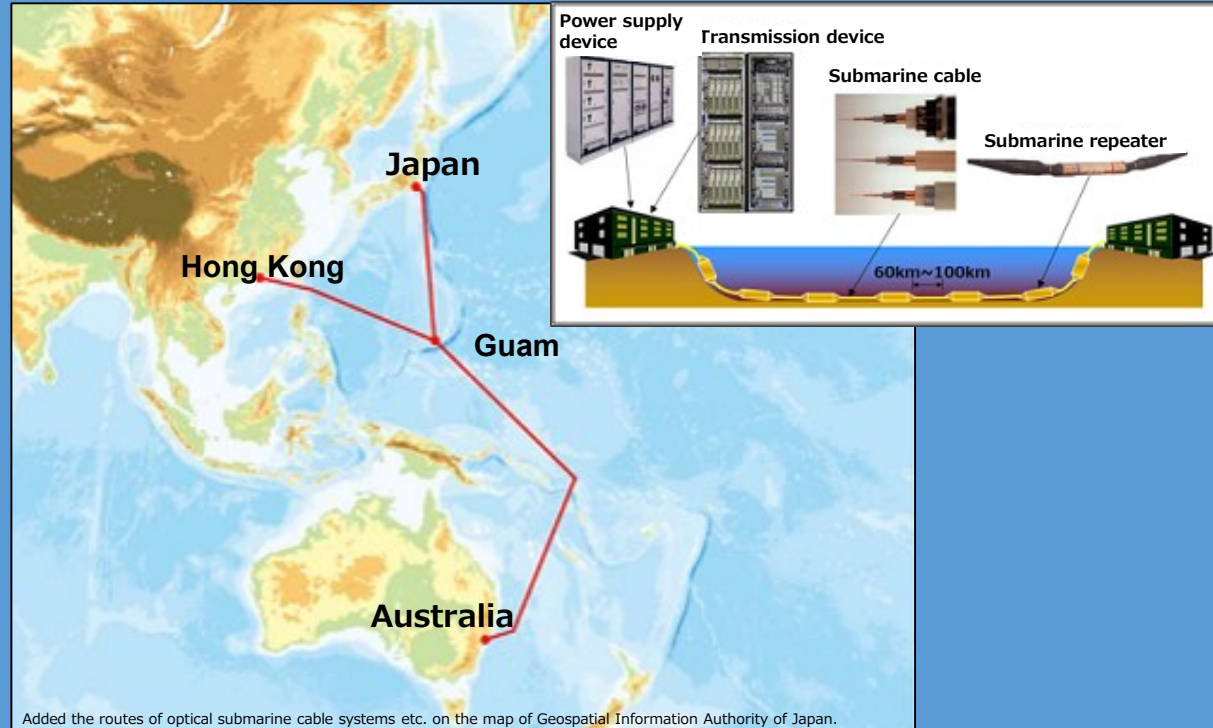 Power supply
device
Transmission device
Submarine cable
Submarine repeater
60km~100km
Japan
Hong Kong
Guam
Australia
Added the routes of optical submarine cable systems etc. on the map of Geospatial Information Authority of Japan.